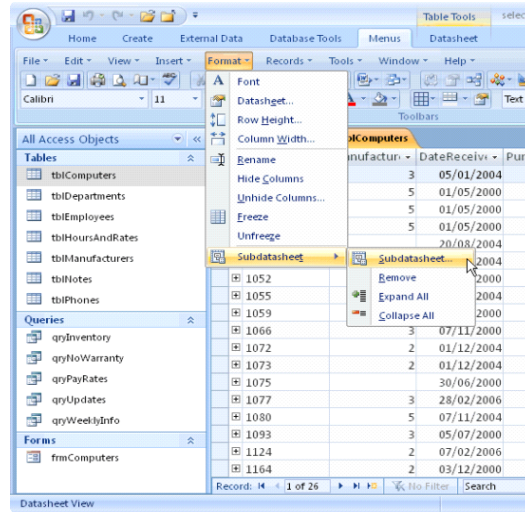 Table Tools selec
Home Create External Data Database Tools Menus Datasheet
File Edit View Insert Format Records Tools Window Help
Calibri 11 Text
Toolbars
Font
Datasheet...
Row Height...
Column Width...
Rename
Hide Columns
Unhide Columns...
Freeze
Unfreeze
Subdatasheet
Subdatasheet...
Remove
Expand All
Collapse All
All Access Objects
Tables
tblComputers
tblDepartments
tblEmployees
tblHoursAndRates
tblManufacturers
tblNotes
tblPhones
Queries
qryInventory
qryNoWarranty
qryPayRates
qryUpdates
qryWeeklyInfo
Forms
frmComputers
blComputers
nufactur DateReceive Pur
3 05/01/2004
5 01/05/2000
5 01/05/2000
5 01/05/2000
20/08/2004
2004
1052 2000
1055 2004
1059 2000
1066 3 07/11/2000
1072 2 01/12/2004
1073 2 01/12/2004
1075 30/06/2000
1077 3 28/02/2006
1080 5 07/11/2004
1093 3 05/07/2000
1124 2 07/02/2006
1164 2 03/12/2000
Record: 1 of 26 No Filter Search
Datasheet View